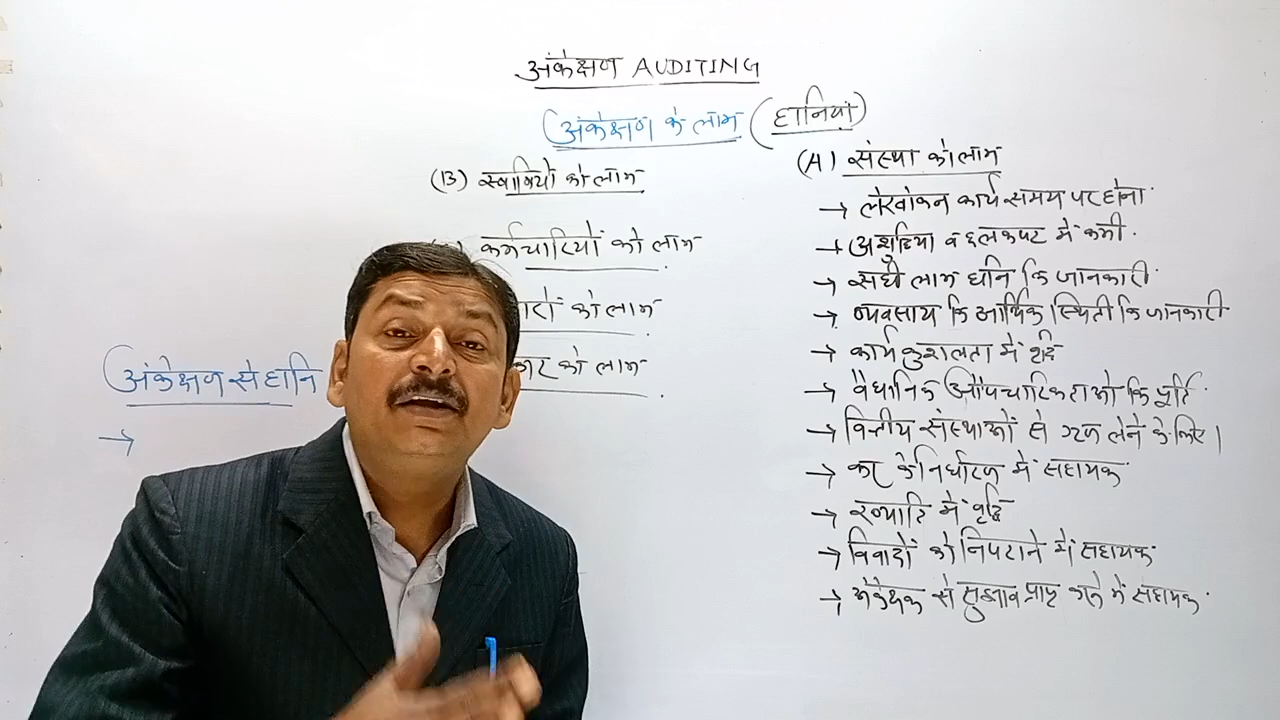 अंकेक्षण AUDITING
अंकेक्षण के लाभ (हानियां)
(A) संस्था को लाभ
→ लेखांकन कार्य समय पर होना
→ अशुद्धिया व छलकपट में कमी.
→ सही लाभ हानि कि जानकारी
→ व्यवसाय कि आर्थिक स्थिती कि जानकारी
→ कार्य कुशलता में वृद्धि
→ वैधानिक औपचारिकताओ कि पूर्ति.
→ वित्तीय संस्थाओं से ऋण लेने के लिए।
→ कर के निर्धारण में सहायक
→ ख्याति में वृद्धि
→ विवादों को निपटाने में सहायक
→ अंकेक्षक से सुझाव प्राप्त करने में सहायक.
(B) स्वामियों को लाभ
कर्मचारियों को लाभ
को लाभ
को लाभ
अंकेक्षण से हानि
→